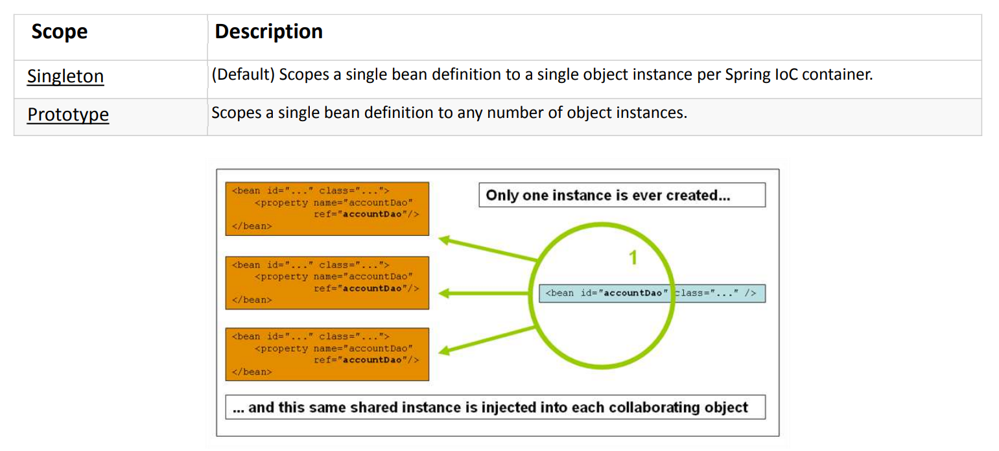 Scope Description
Singleton (Default) Scopes a single bean definition to a single object instance per Spring IoC container.
Prototype Scopes a single bean definition to any number of object instances.
<bean id="..." class="...">
<property name="accountDao"
ref="accountDao"/>
</bean>
Only one instance is ever created...
<bean id="..." class="...">
<property name="accountDao"
ref="accountDao"/>
</bean>
1
<bean id="accountDao" class="..." />
<bean id="..." class="...">
<property name="accountDao"
ref="accountDao"/>
</bean>
... and this same shared instance is injected into each collaborating object